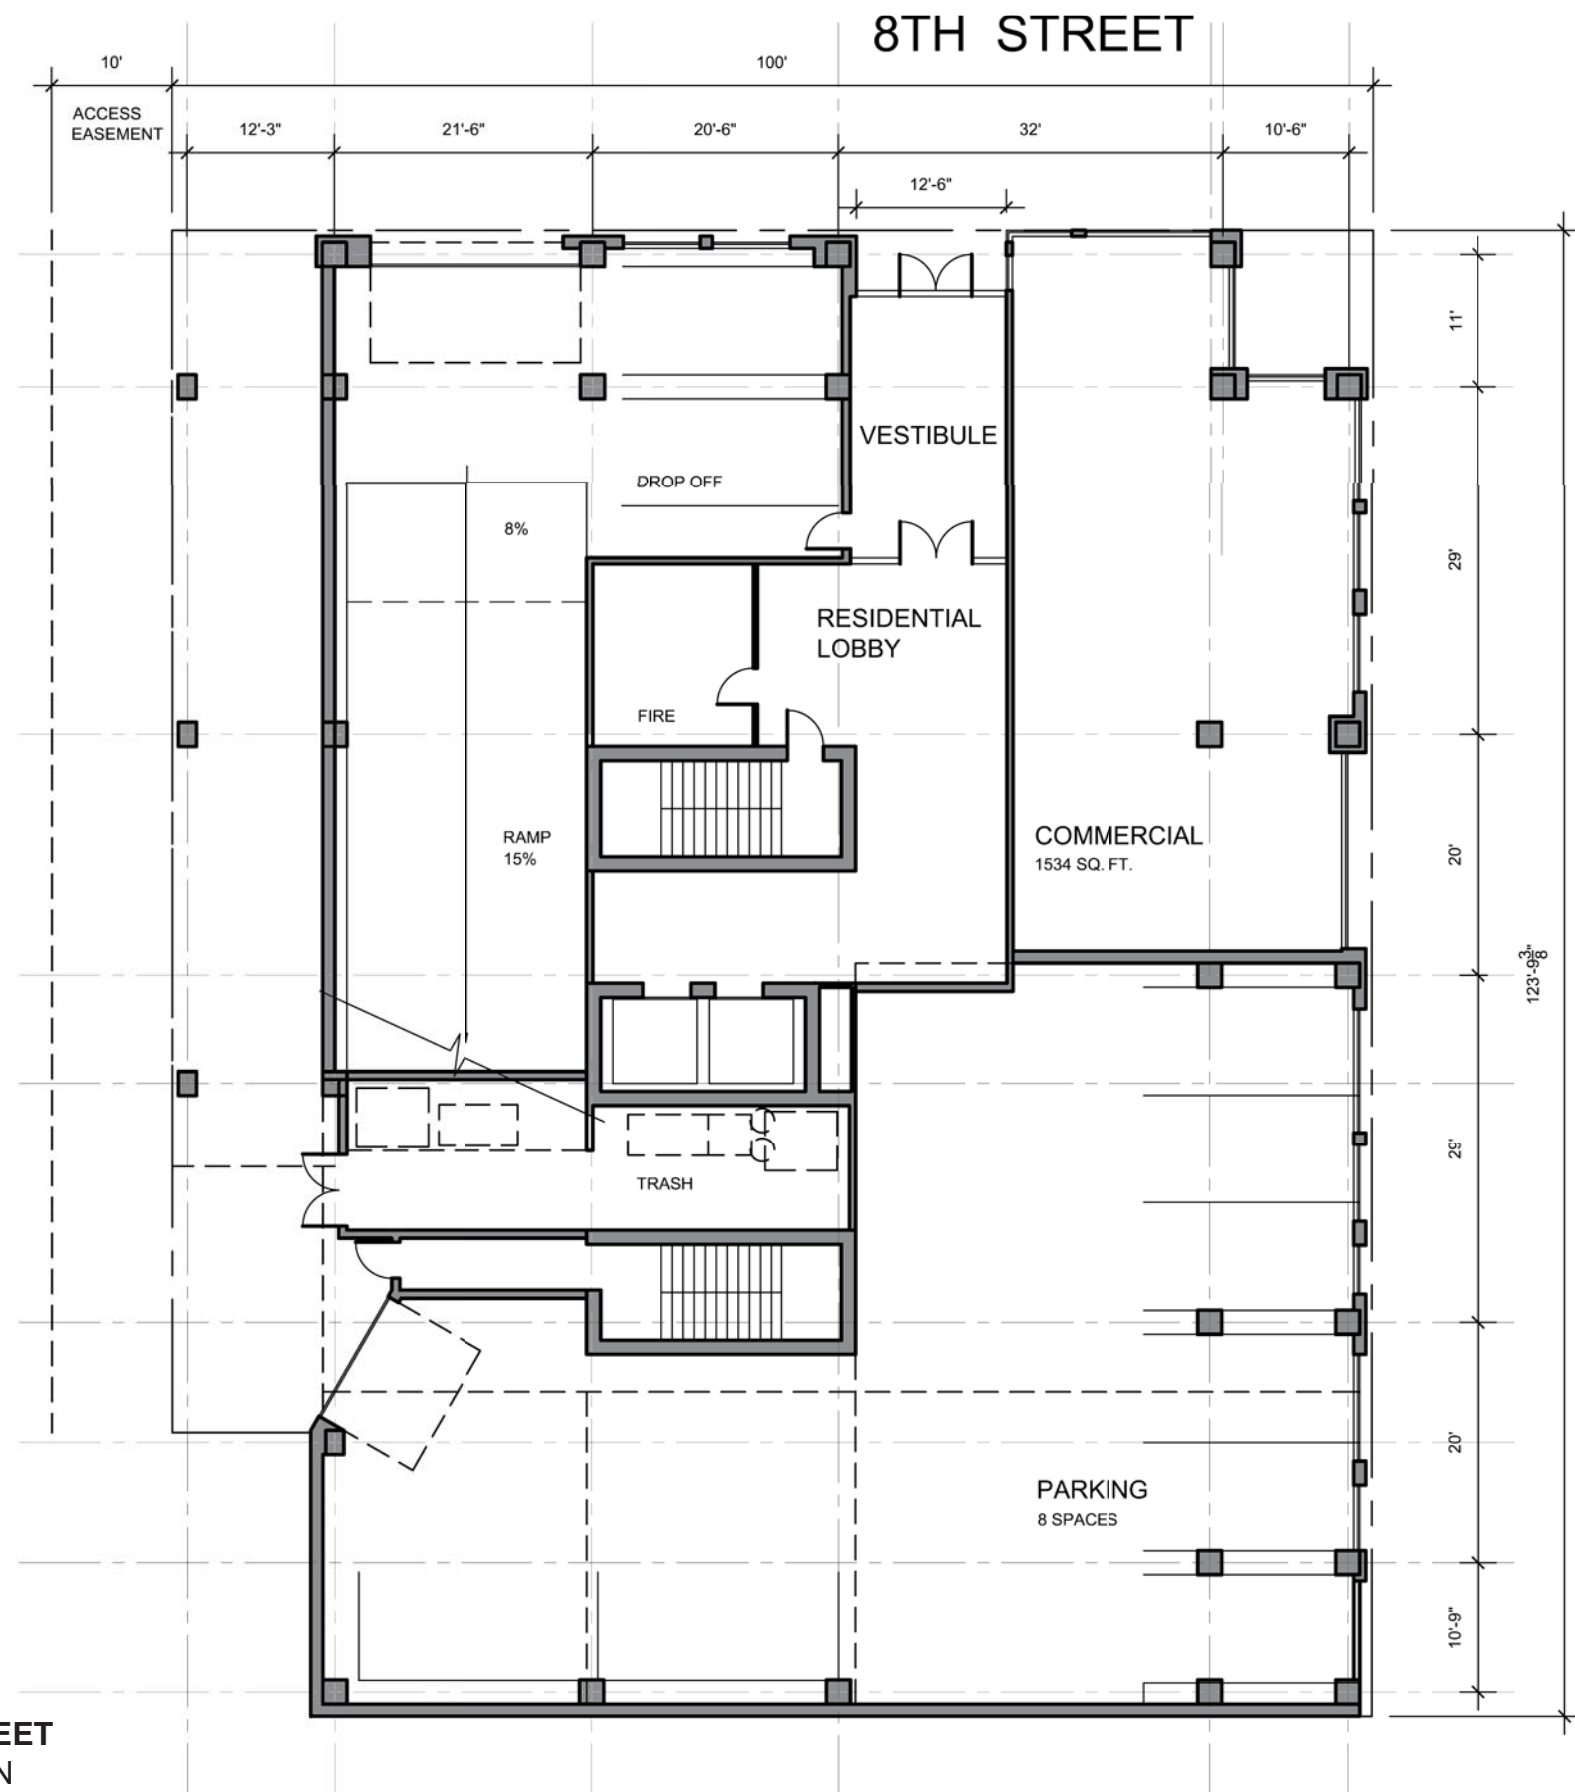 8TH STREET
10'
100'
ACCESS
EASEMENT
12'-3"
21'-6"
20'-6"
32'
10'-6"
12'-6"
11'
VESTIBULE
DROP OFF
8%
29'
RESIDENTIAL
LOBBY
FIRE
RAMP
15%
COMMERCIAL
1534 SQ. FT.
20'
123'-9 3/8"
29'
TRASH
20'
PARKING
8 SPACES
10'-9"
EET
N